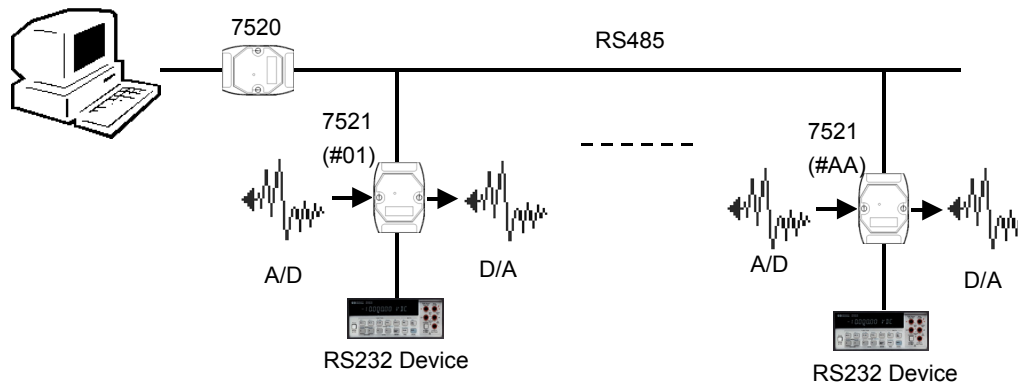 7520
RS485
7521
(#01)
7521
(#AA)
A/D
D/A
A/D
D/A
RS232 Device
RS232 Device